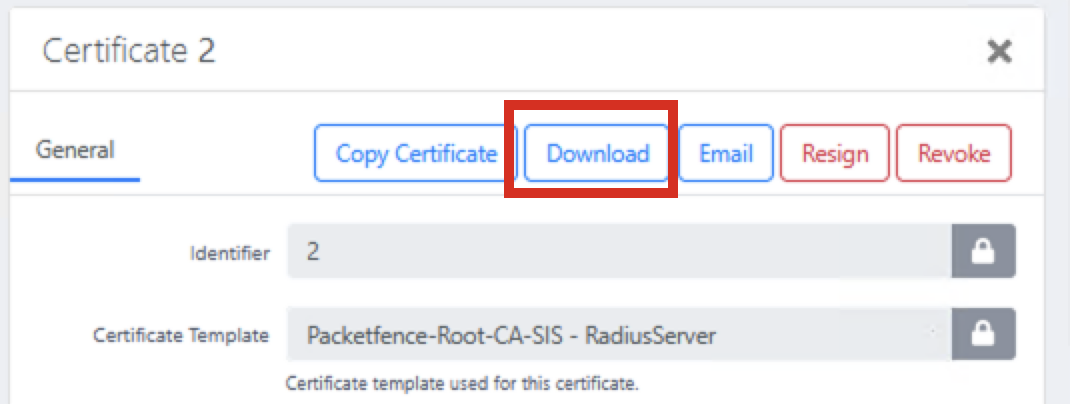 Certificate 2
General
Copy Certificate Download Email Resign Revoke
Identifier 2
Certificate Template Packetfence-Root-CA-SIS - RadiusServer
Certificate template used for this certificate.